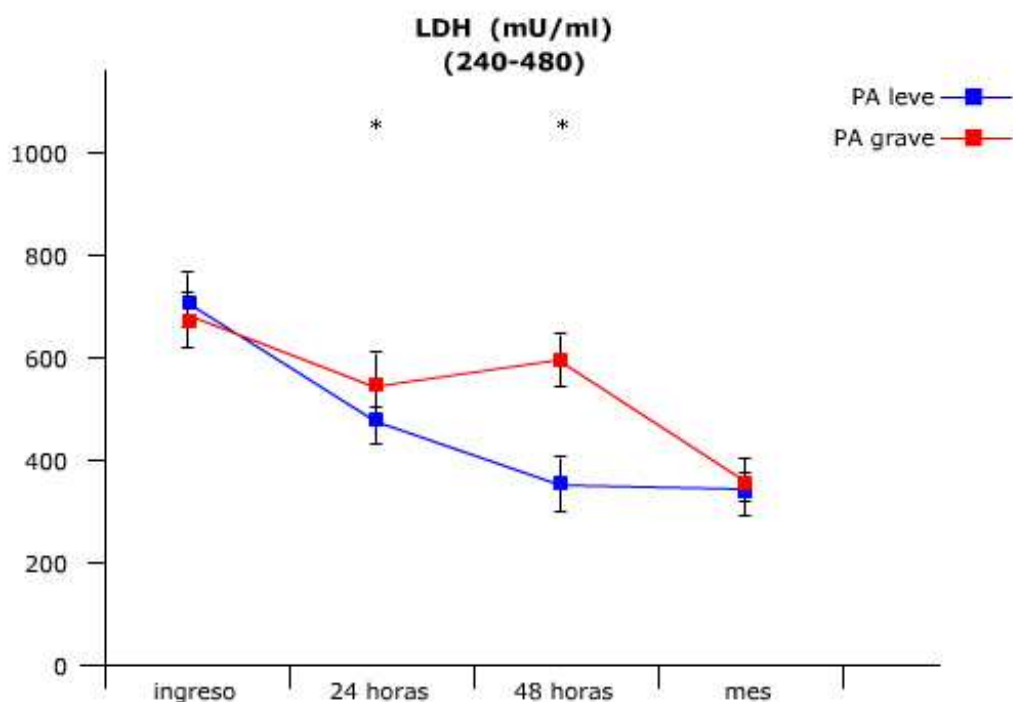 LDH (mU/ml)
(240-480)
PA leve
PA grave
* *
1000
800
600
400
200
0
ingreso 24 horas 48 horas mes